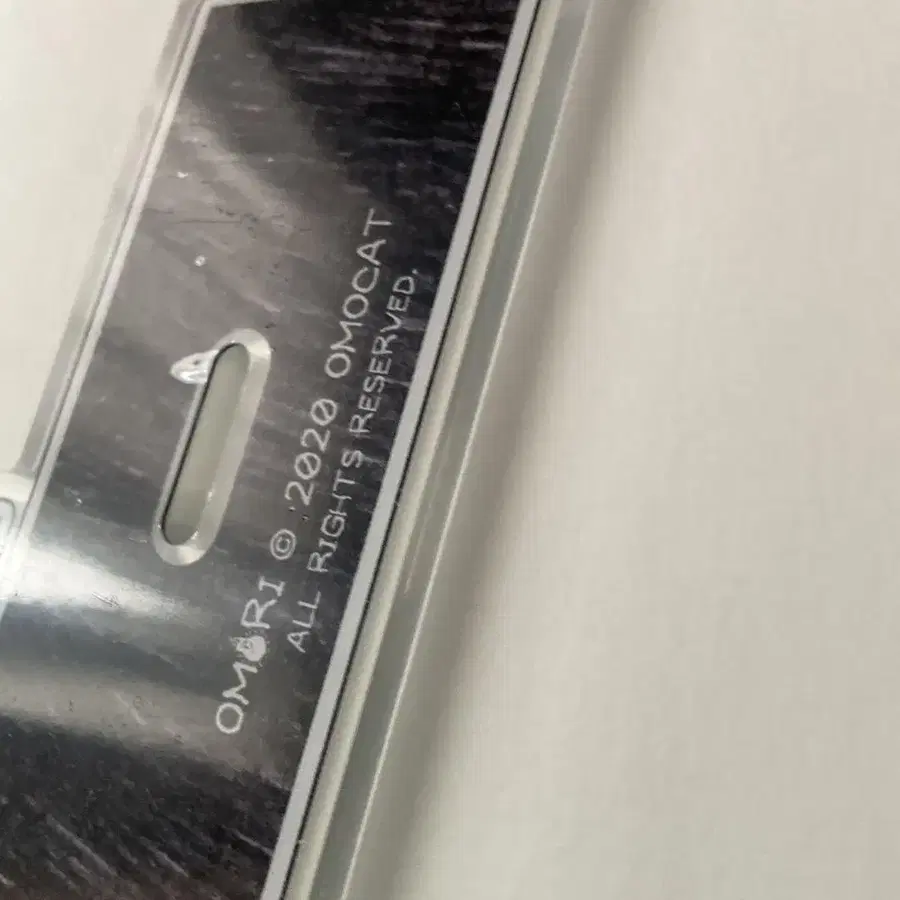 OMORI © 2020 OMOCAT
ALL RIGHTS RESERVED.